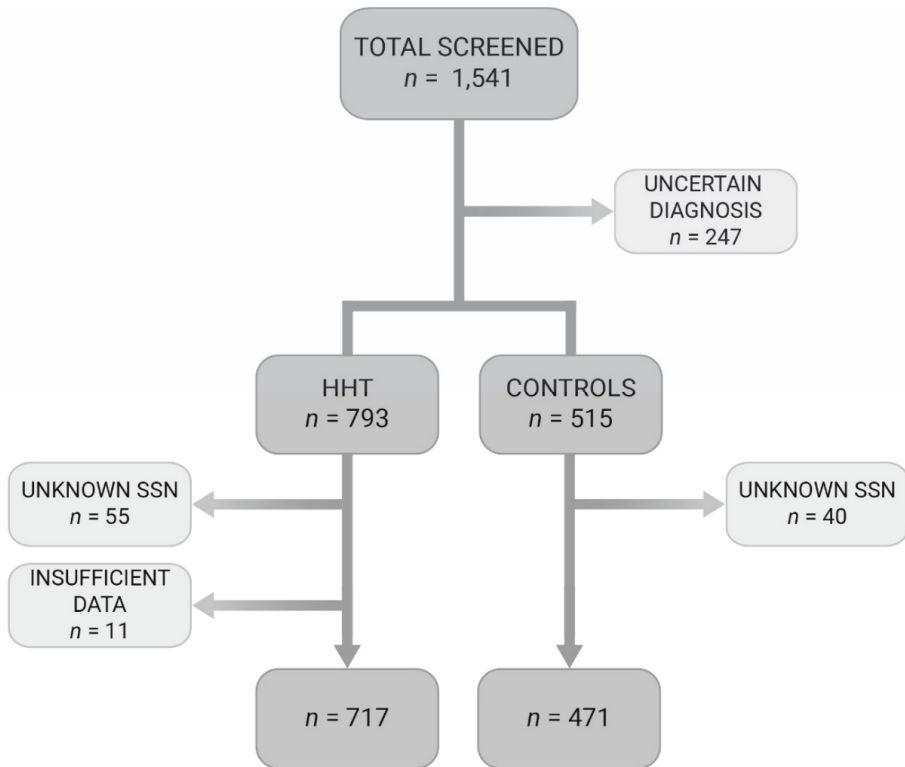 TOTAL SCREENED
n = 1,541
UNCERTAIN
DIAGNOSIS
n = 247
HHT
n = 793
CONTROLS
n = 515
UNKNOWN SSN
n = 55
UNKNOWN SSN
n = 40
INSUFFICIENT
DATA
n = 11
n = 717
n = 471